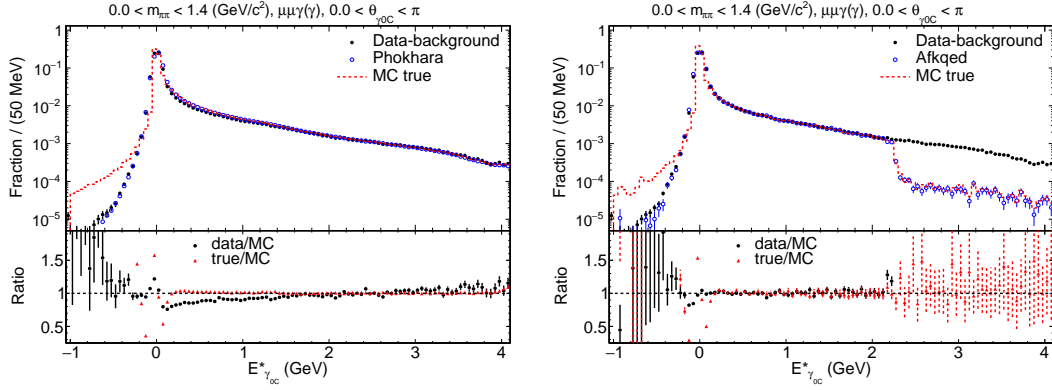 0.0 < m_ππ < 1.4 (GeV/c²), μμγ(γ), 0.0 < θ_γ0C < π
Fraction / (50 MeV)
1
10⁻¹
10⁻²
10⁻³
10⁻⁴
10⁻⁵
Data-background
Phokhara
MC true
Ratio
1.5
1
0.5
data/MC
true/MC
−1 0 1 2 3 4
E*_γ0C (GeV)
0.0 < m_ππ < 1.4 (GeV/c²), μμγ(γ), 0.0 < θ_γ0C < π
Fraction / (50 MeV)
1
10⁻¹
10⁻²
10⁻³
10⁻⁴
10⁻⁵
Data-background
Afkqed
MC true
Ratio
1.5
1
0.5
data/MC
true/MC
−1 0 1 2 3 4
E*_γ0C (GeV)